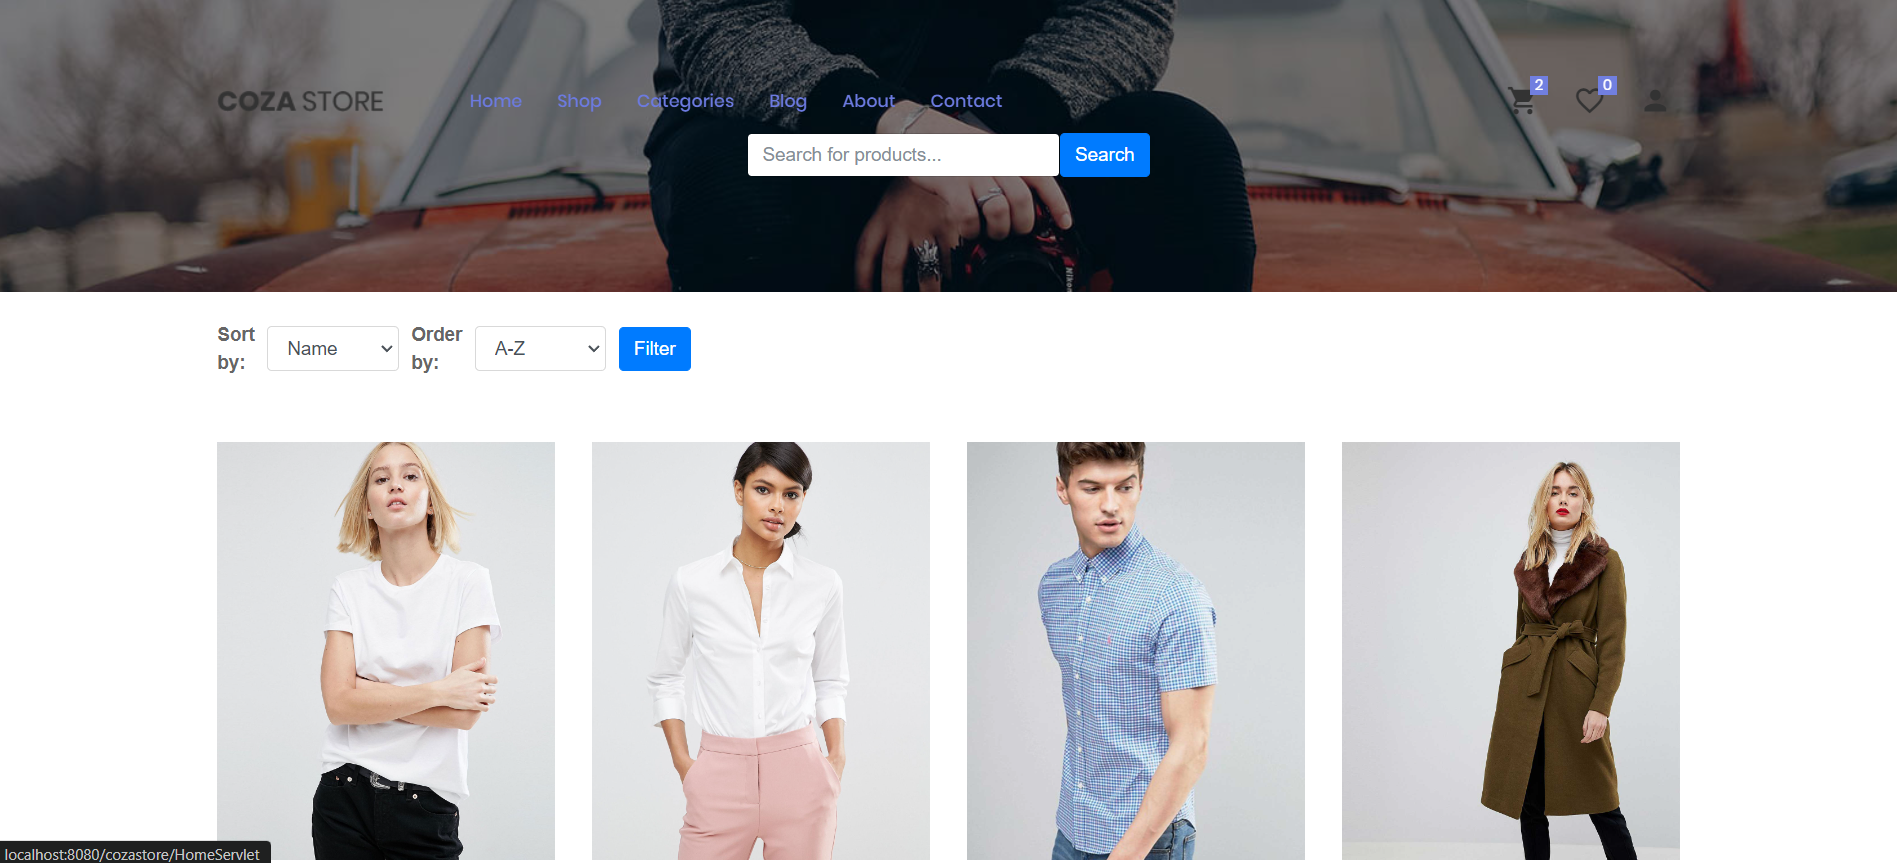 COZA STORE
Home Shop Categories Blog About Contact
2
0
Search for products...
Search
Sort by:
Name
Order by:
A-Z
Filter
Nikon
localhost:8080/cozastore/HomeServlet